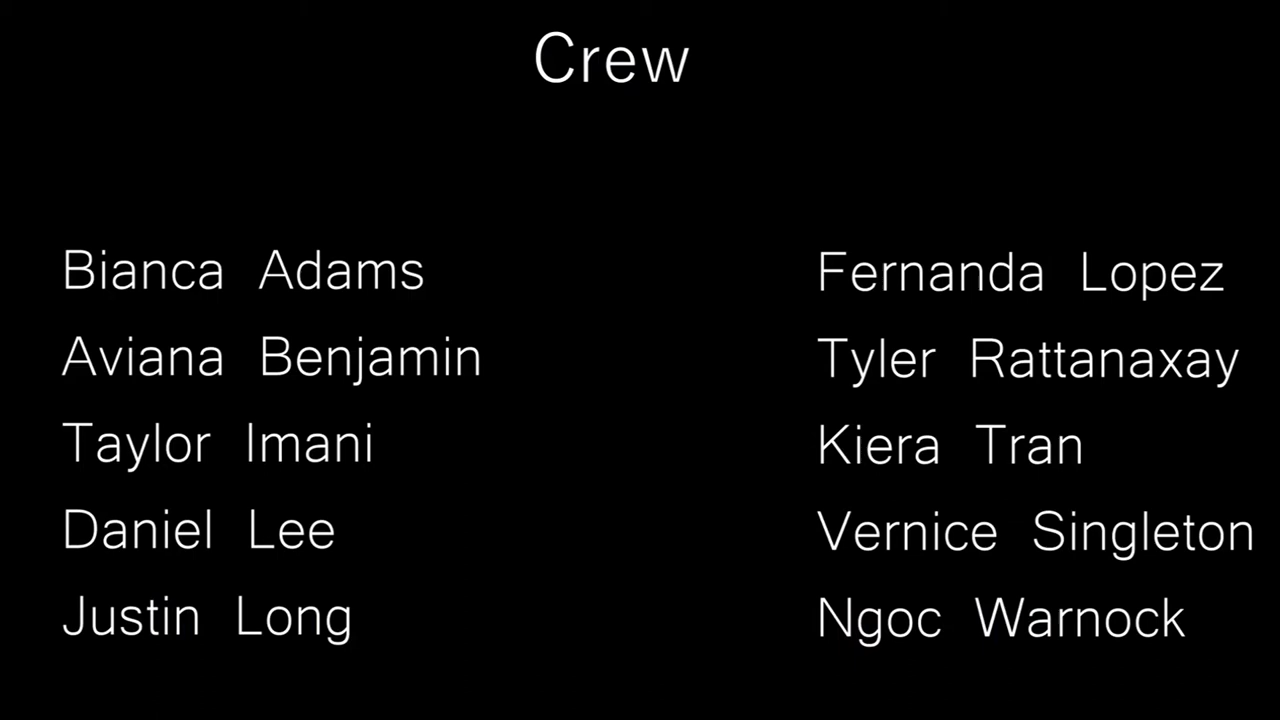 Crew
Bianca Adams
Aviana Benjamin
Taylor Imani
Daniel Lee
Justin Long
Fernanda Lopez
Tyler Rattanaxay
Kiera Tran
Vernice Singleton
Ngoc Warnock